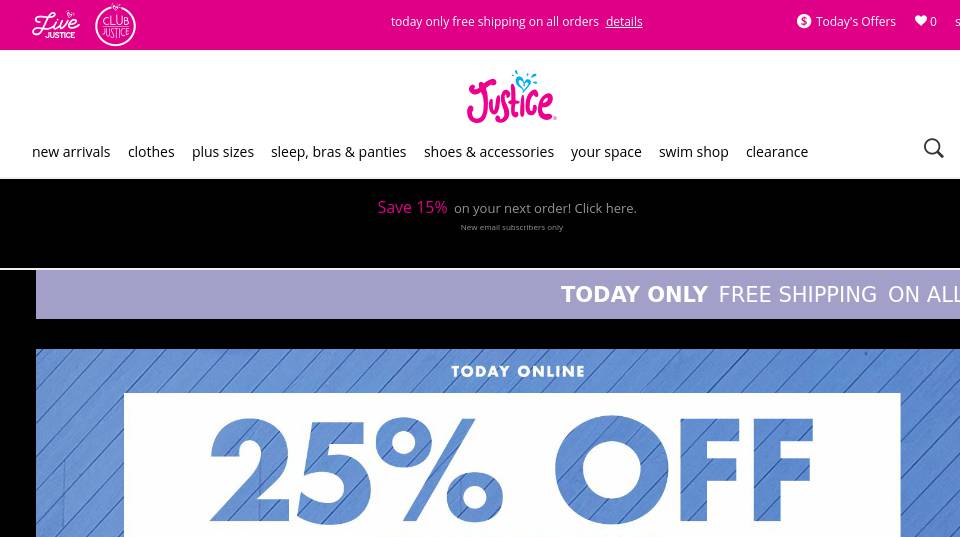 Live JUSTICE
CLUB JUSTICE
today only free shipping on all orders details
$ Today's Offers
0
s
Justice
new arrivals clothes plus sizes sleep, bras & panties shoes & accessories your space swim shop clearance
Save 15% on your next order! Click here.
New email subscribers only
TODAY ONLY FREE SHIPPING ON ALL
TODAY ONLINE
25% OFF